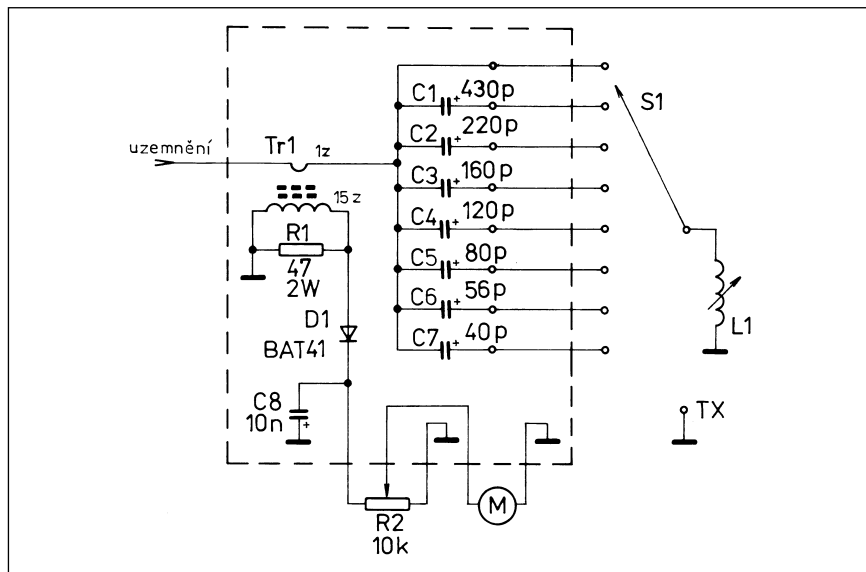 C1 430p
S1
C2 220p
uzemnění
Tr1 1z
C3 160p
15z
C4 120p
R1
47
2W
C5 80p
C6 56p
D1
BAT41
C7 40p
L1
C8
10n
TX
M
R2
10k